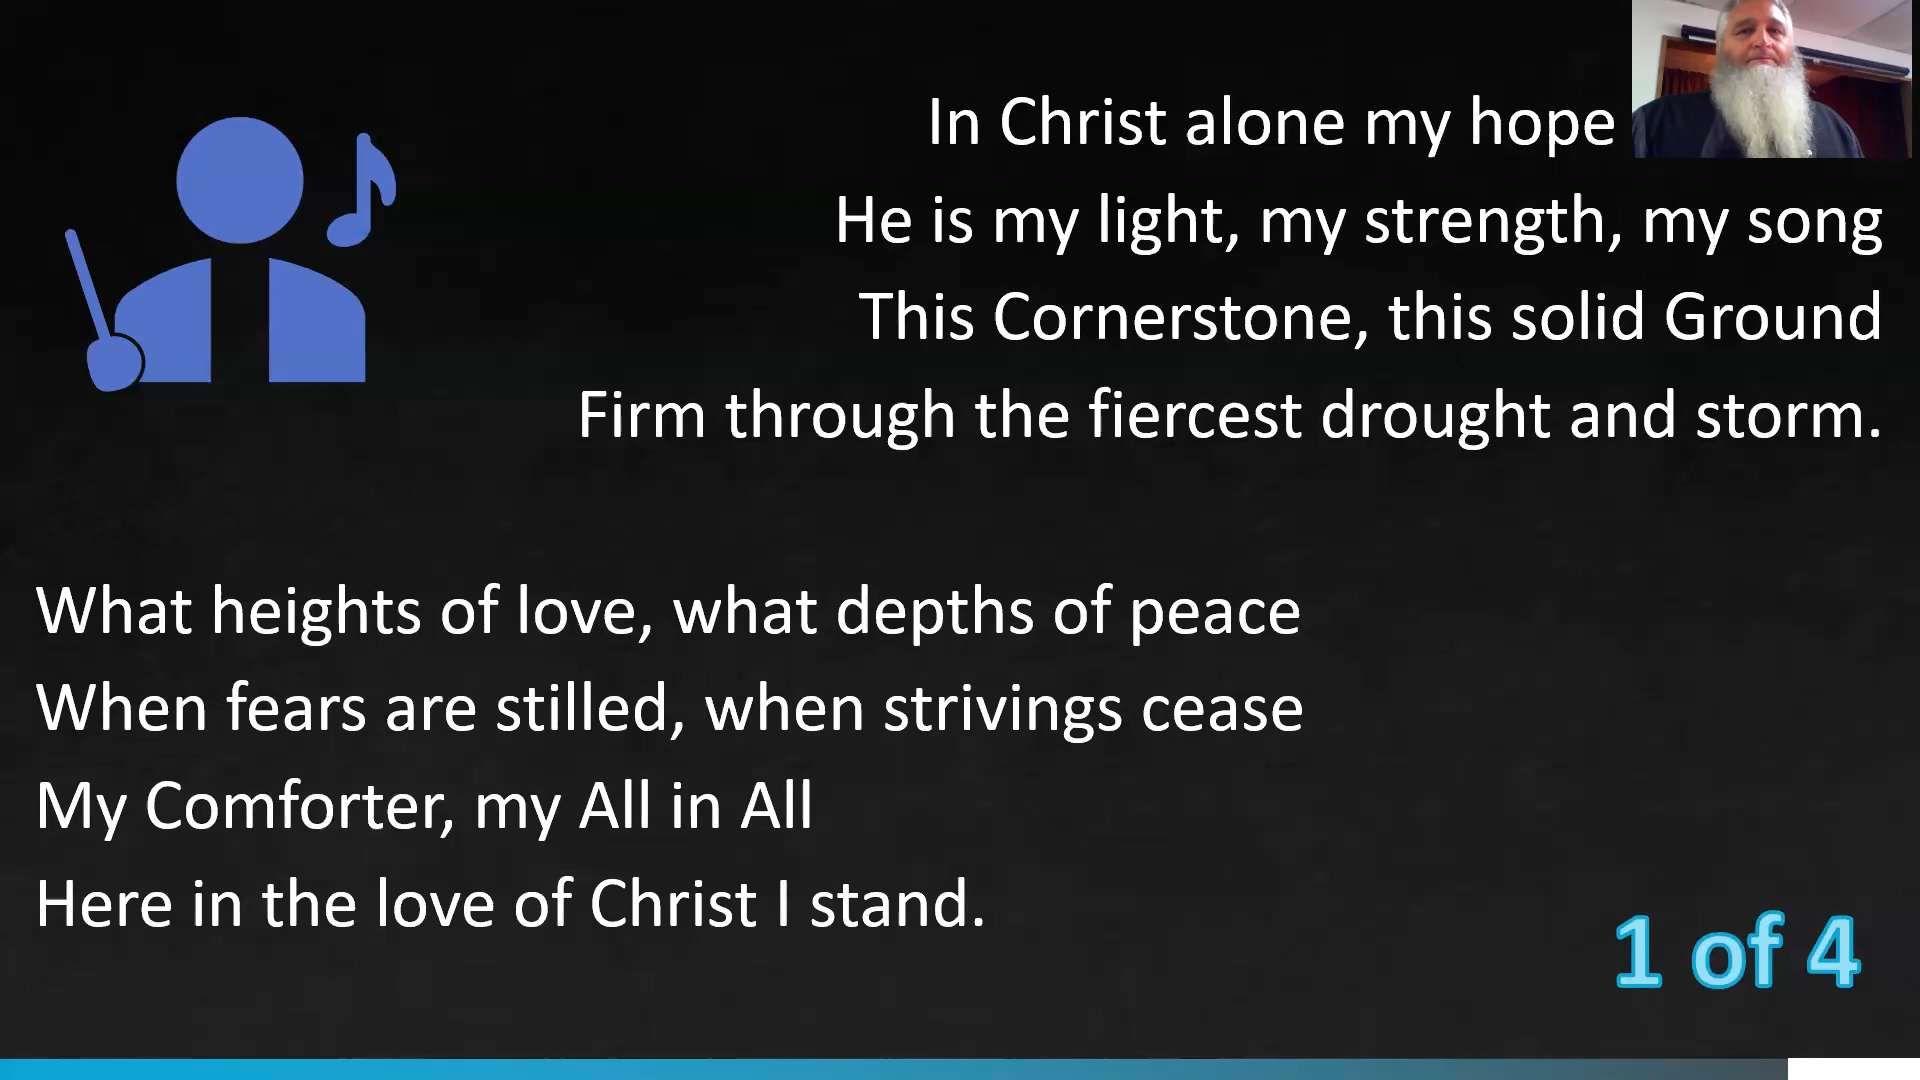 In Christ alone my hope
He is my light, my strength, my song
This Cornerstone, this solid Ground
Firm through the fiercest drought and storm.
What heights of love, what depths of peace
When fears are stilled, when strivings cease
My Comforter, my All in All
Here in the love of Christ I stand.
1 of 4